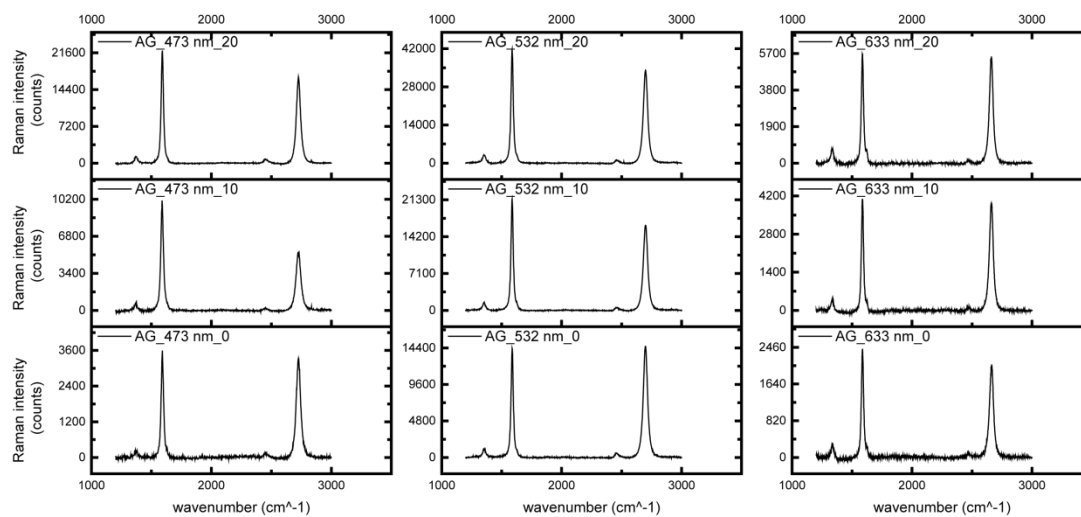 1000 2000 3000 1000 2000 3000 1000 2000 3000
AG_473 nm_20 AG_532 nm_20 AG_633 nm_20
21600 14400 7200 0
42000 28000 14000 0
5700 3800 1900 0
Raman intensity
(counts)
AG_473 nm_10 AG_532 nm_10 AG_633 nm_10
10200 6800 3400 0
21300 14200 7100 0
4200 2800 1400 0
Raman intensity
(counts)
AG_473 nm_0 AG_532 nm_0 AG_633 nm_0
3600 2400 1200 0
14400 9600 4800 0
2460 1640 820 0
Raman intensity
(counts)
1000 2000 3000 1000 2000 3000 1000 2000 3000
wavenumber (cm^-1) wavenumber (cm^-1) wavenumber (cm^-1)